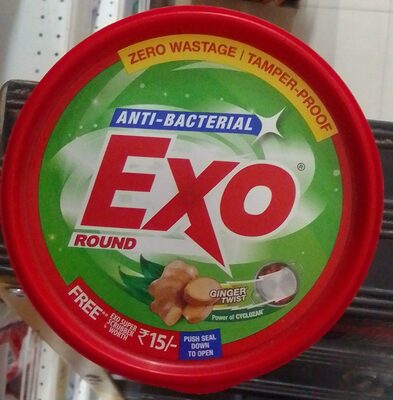 ZERO WASTAGE | TAMPER-PROOF
ANTI-BACTERIAL
EXO®
ROUND
GINGER
TWIST
Power of CYCLOZAN
FREE**
EXO SUPER
SCRUBBER
WORTH
₹15/-
PUSH SEAL
DOWN
TO OPEN